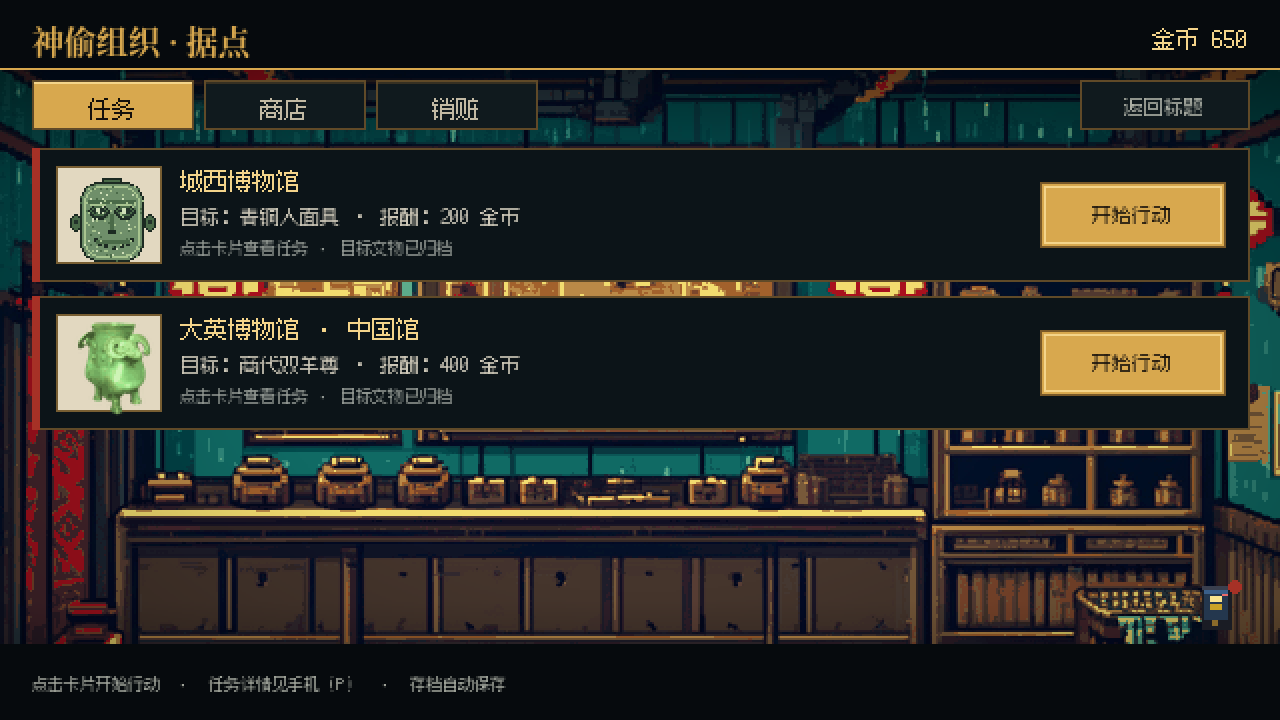 神偷组织 · 据点
金币 650
任务
商店
销赃
返回标题
城西博物馆
目标: 青铜人面具 · 报酬: 200 金币
点击卡片查看任务 · 目标文物已归档
开始行动
大英博物馆 · 中国馆
目标: 商代双羊尊 · 报酬: 400 金币
点击卡片查看任务 · 目标文物已归档
开始行动
点击卡片开始行动 · 任务详情见手机 (P) · 存档自动保存